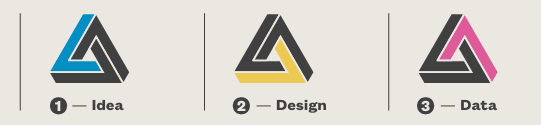 1 — Idea
2 — Design
3 — Data